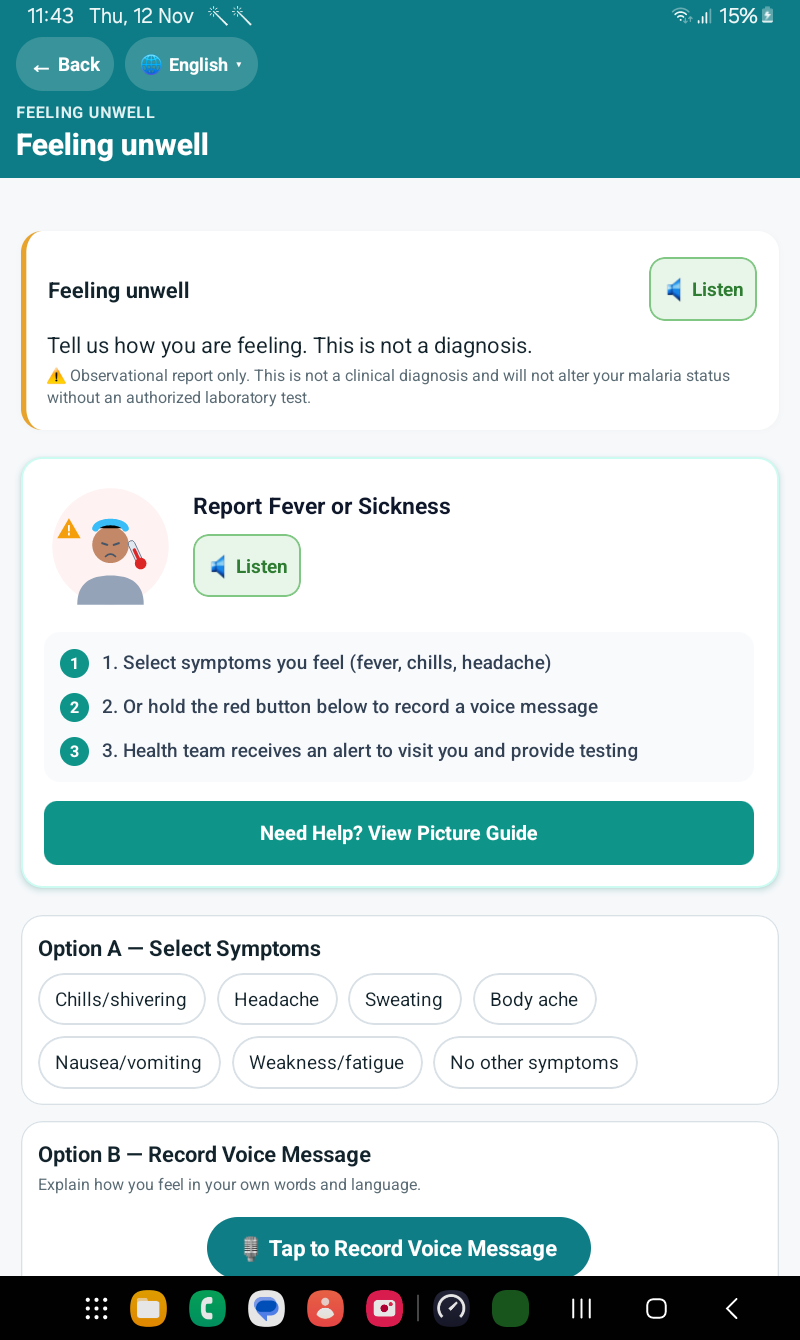 11:43 Thu, 12 Nov
15%
← Back
English
FEELING UNWELL
Feeling unwell
Feeling unwell
Listen
Tell us how you are feeling. This is not a diagnosis.
⚠️ Observational report only. This is not a clinical diagnosis and will not alter your malaria status
without an authorized laboratory test.
Report Fever or Sickness
Listen
1 1. Select symptoms you feel (fever, chills, headache)
2 2. Or hold the red button below to record a voice message
3 3. Health team receives an alert to visit you and provide testing
Need Help? View Picture Guide
Option A — Select Symptoms
Chills/shivering Headache Sweating Body ache
Nausea/vomiting Weakness/fatigue No other symptoms
Option B — Record Voice Message
Explain how you feel in your own words and language.
Tap to Record Voice Message